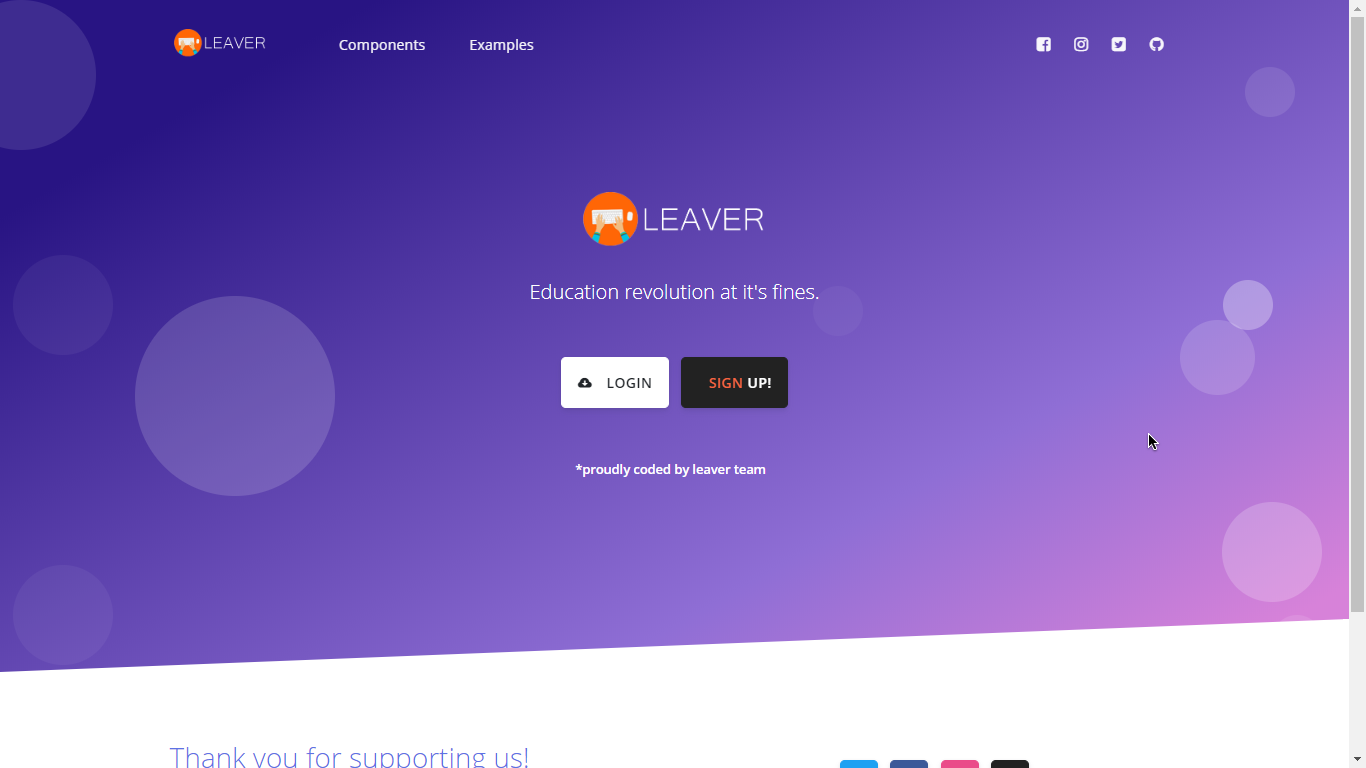 LEAVER
Components
Examples
LEAVER
Education revolution at it's fines.
LOGIN
SIGN UP!
*proudly coded by leaver team
Thank you for supporting us!